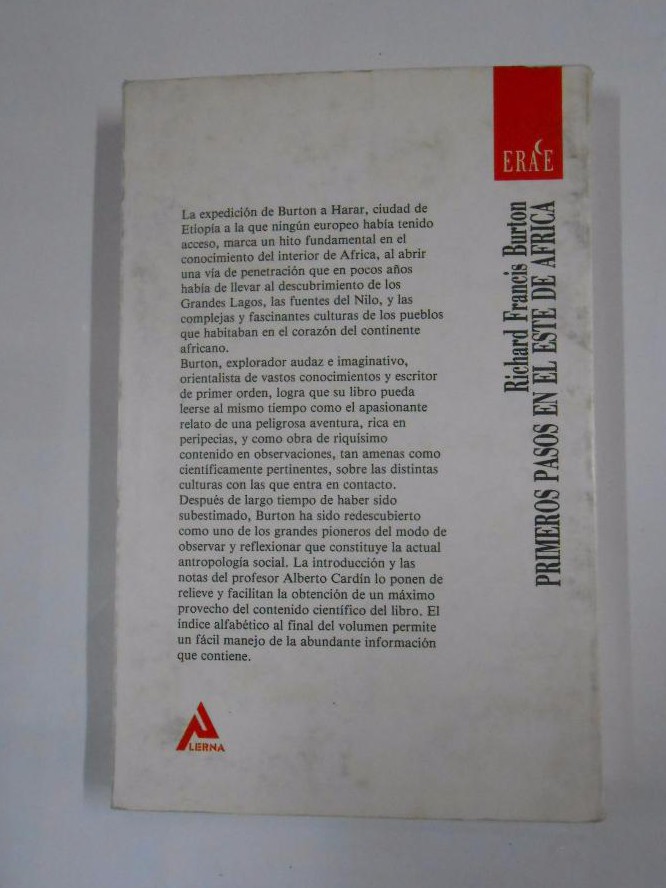 ERAE
Richard Francis Burton
PRIMEROS PASOS EN EL ESTE DE AFRICA
La expedición de Burton a Harar, ciudad de
Etiopía a la que ningún europeo había tenido
acceso, marca un hito fundamental en el
conocimiento del interior de Africa, al abrir
una vía de penetración que en pocos años
había de llevar al descubrimiento de los
Grandes Lagos, las fuentes del Nilo, y las
complejas y fascinantes culturas de los pueblos
que habitaban en el corazón del continente
africano.
Burton, explorador audaz e imaginativo,
orientalista de vastos conocimientos y escritor
de primer orden, logra que su libro pueda
leerse al mismo tiempo como el apasionante
relato de una peligrosa aventura, rica en
peripecias, y como obra de riquísimo
contenido en observaciones, tan amenas como
científicamente pertinentes, sobre las distintas
culturas con las que entra en contacto.
Después de largo tiempo de haber sido
subestimado, Burton ha sido redescubierto
como uno de los grandes pioneros del modo de
observar y reflexionar que constituye la actual
antropología social. La introducción y las
notas del profesor Alberto Cardín lo ponen de
relieve y facilitan la obtención de un máximo
provecho del contenido científico del libro. El
índice alfabético al final del volumen permite
un fácil manejo de la abundante información
que contiene.
LERNA